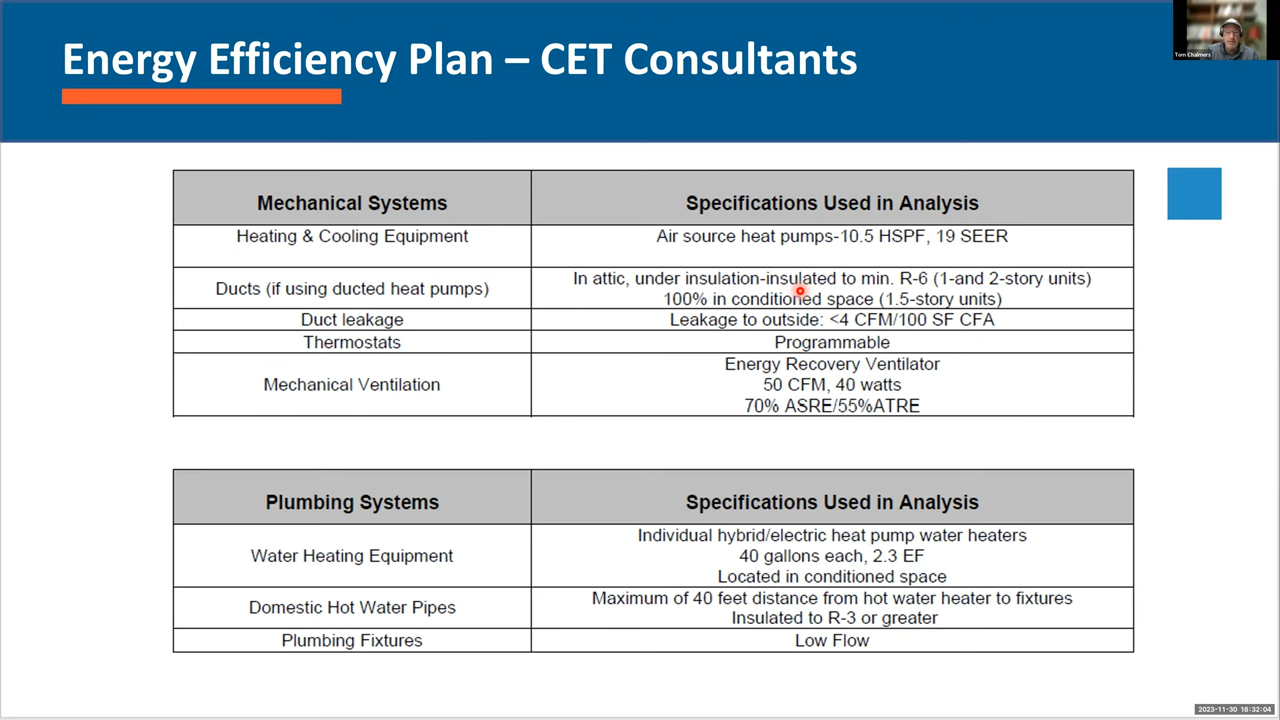 Energy Efficiency Plan – CET Consultants
Tom Chalmers
Mechanical Systems
Specifications Used in Analysis
Heating & Cooling Equipment
Air source heat pumps-10.5 HSPF, 19 SEER
Ducts (if using ducted heat pumps)
In attic, under insulation-insulated to min. R-6 (1-and 2-story units)
100% in conditioned space (1.5-story units)
Duct leakage
Leakage to outside: <4 CFM/100 SF CFA
Thermostats
Programmable
Mechanical Ventilation
Energy Recovery Ventilator
50 CFM, 40 watts
70% ASRE/55%ATRE
Plumbing Systems
Specifications Used in Analysis
Water Heating Equipment
Individual hybrid/electric heat pump water heaters
40 gallons each, 2.3 EF
Located in conditioned space
Domestic Hot Water Pipes
Maximum of 40 feet distance from hot water heater to fixtures
Insulated to R-3 or greater
Plumbing Fixtures
Low Flow
2023-11-30 18:32:04